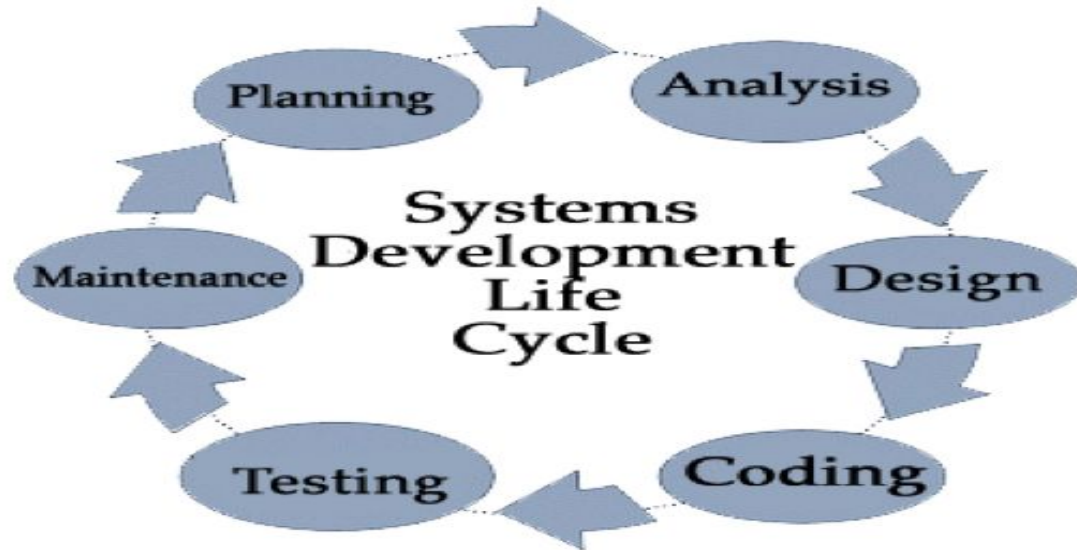 Planning
Analysis
Systems
Development
Life
Cycle
Maintenance
Design
Testing
Coding